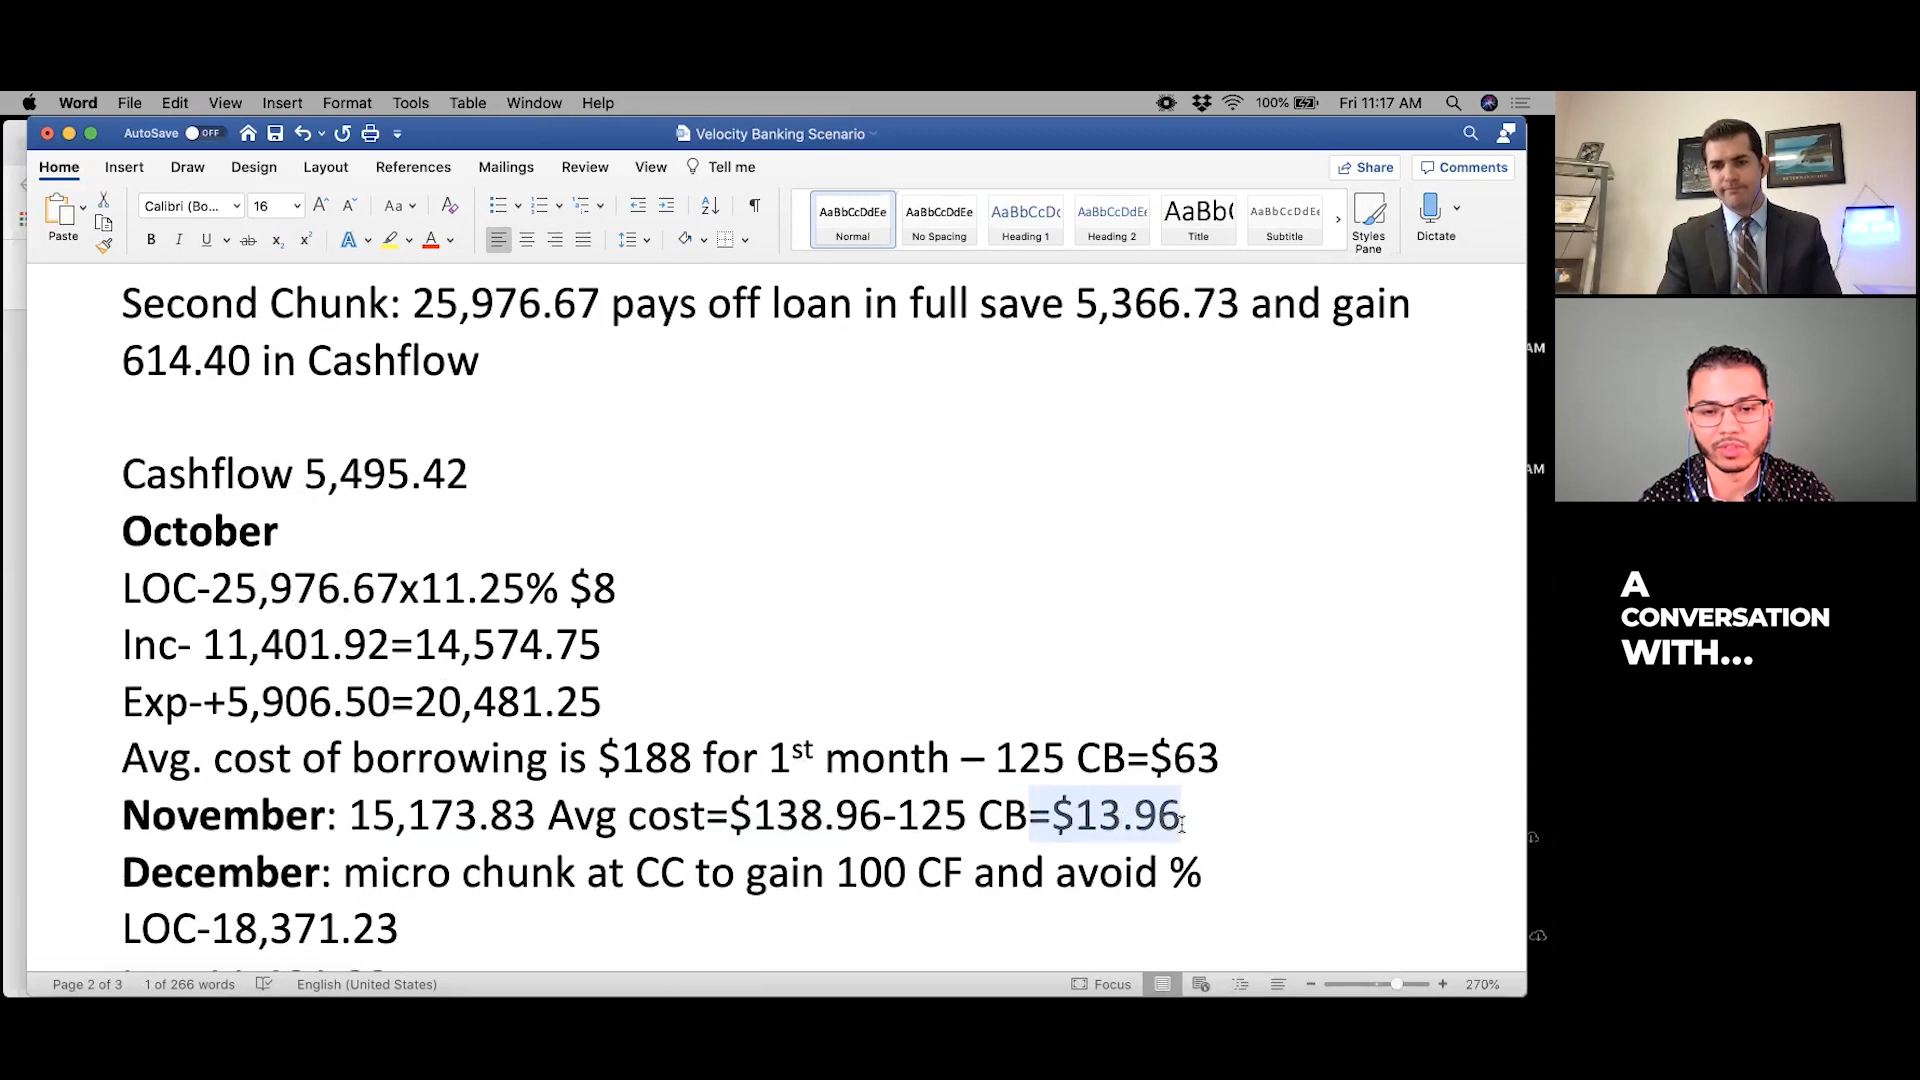 Word File Edit View Insert Format Tools Table Window Help 100% Fri 11:17 AM
AutoSave OFF Velocity Banking Scenario
Home Insert Draw Design Layout References Mailings Review View Tell me Share Comments
Paste Calibri (Bo... 16 Aa
AaBbCcDdEe AaBbCcDdEe AaBbCcDc AaBbCcDdEe AaBb( AaBbCcDdEe
Normal No Spacing Heading 1 Heading 2 Title Subtitle
Styles Pane Dictate
Second Chunk: 25,976.67 pays off loan in full save 5,366.73 and gain
614.40 in Cashflow
Cashflow 5,495.42
October
LOC-25,976.67x11.25% $8
Inc- 11,401.92=14,574.75
Exp-+5,906.50=20,481.25
Avg. cost of borrowing is $188 for 1st month – 125 CB=$63
November: 15,173.83 Avg cost=$138.96-125 CB=$13.96
December: micro chunk at CC to gain 100 CF and avoid %
LOC-18,371.23
Page 2 of 3 1 of 266 words English (United States) Focus 270%
AM
AM
A
CONVERSATION
WITH...